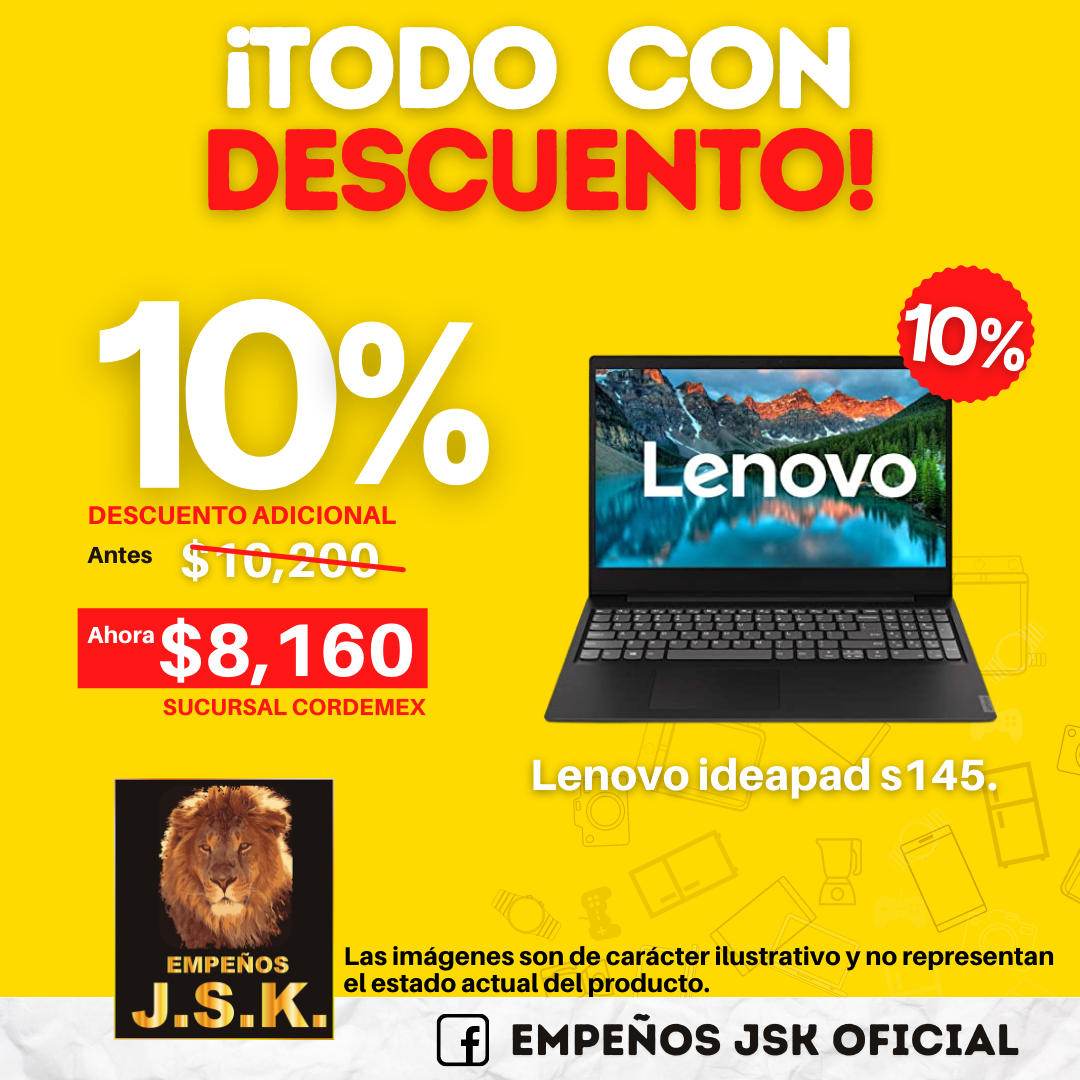 ¡TODO CON
DESCUENTO!
10%
10%
DESCUENTO ADICIONAL
Antes $10,200
Ahora $8,160
SUCURSAL CORDEMEX
Lenovo
Lenovo ideapad s145.
EMPEÑOS
J.S.K.
Las imágenes son de carácter ilustrativo y no representan
el estado actual del producto.
EMPEÑOS JSK OFICIAL